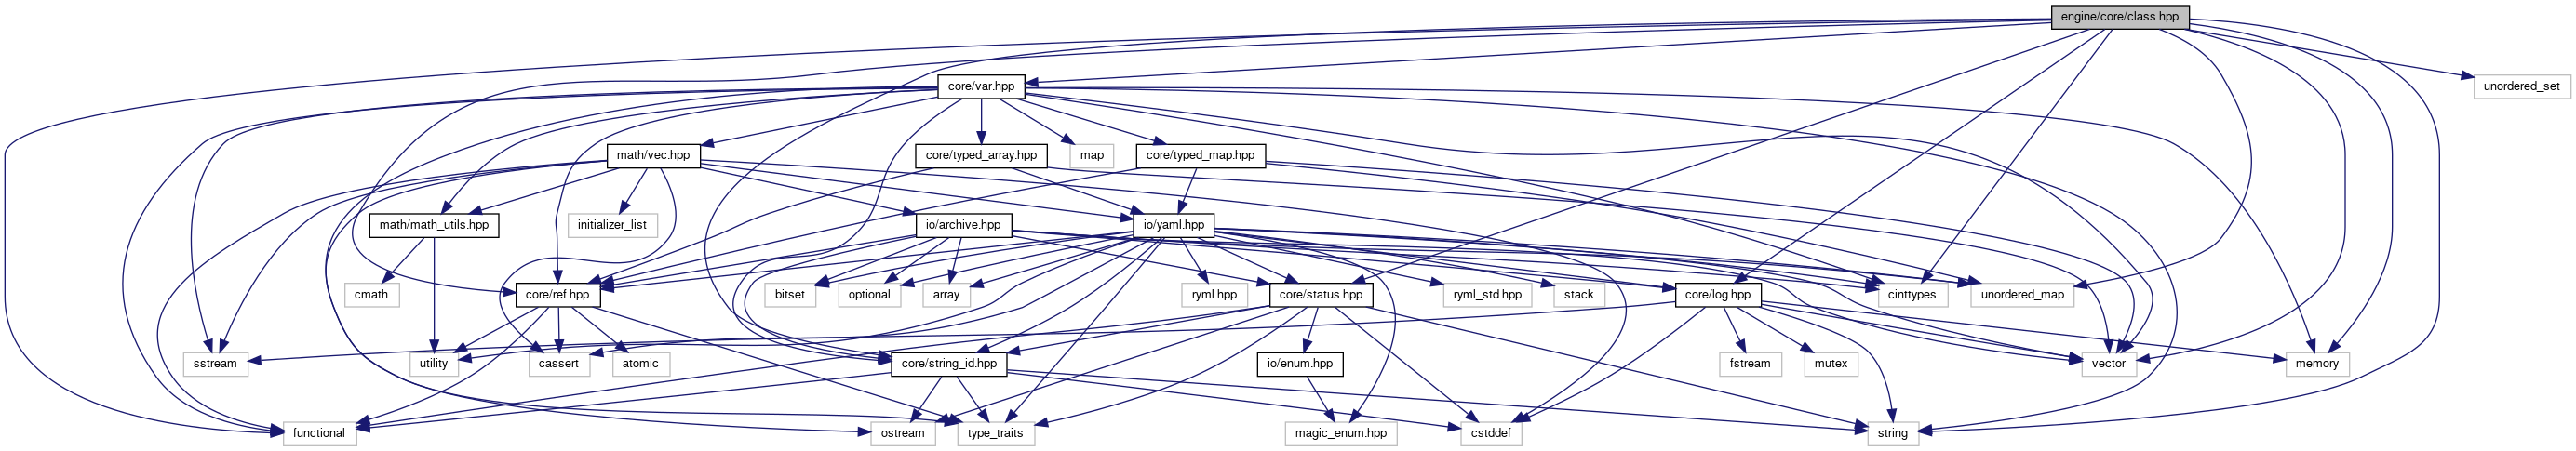 engine/core/class.hpp
core/var.hpp
unordered_set
math/vec.hpp
core/typed_array.hpp
map
core/typed_map.hpp
math/math_utils.hpp
initializer_list
io/archive.hpp
io/yaml.hpp
cmath
core/ref.hpp
bitset
optional
array
ryml.hpp
core/status.hpp
ryml_std.hpp
stack
core/log.hpp
cinttypes
unordered_map
sstream
utility
cassert
atomic
core/string_id.hpp
io/enum.hpp
fstream
mutex
vector
memory
functional
ostream
type_traits
magic_enum.hpp
cstddef
string